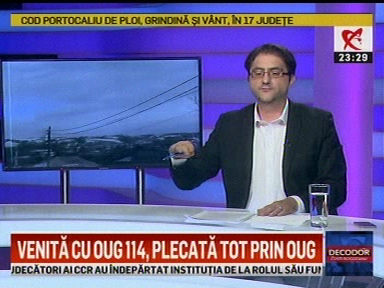 COD PORTOCALIU DE PLOI, GRINDINĂ ȘI VÂNT, ÎN 17 JUDEȚE
23:29
VENITĂ CU OUG 114, PLECATĂ TOT PRIN OUG
DECODOR
JUDECĂTORI AI CCR AU ÎNDEPĂRTAT INSTITUȚIA DE LA ROLUL SĂU FUN